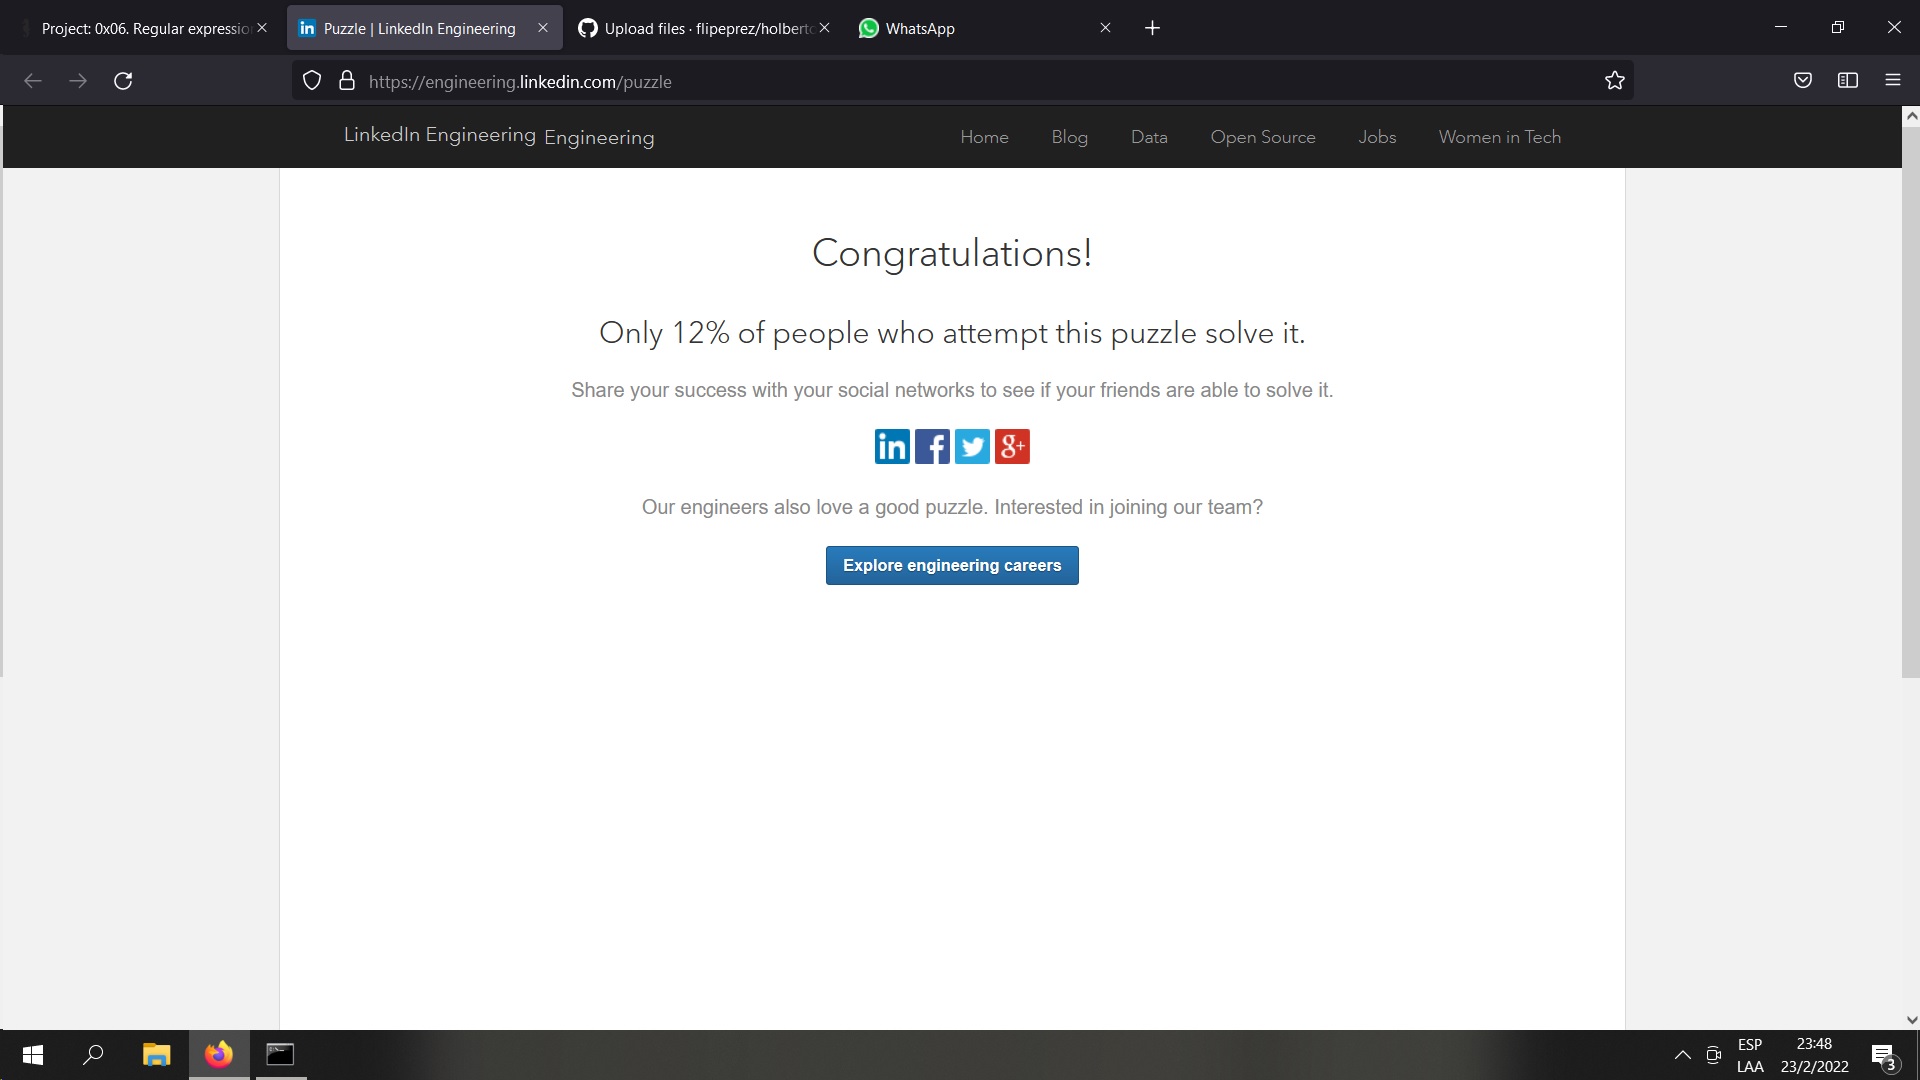 Project: 0x06. Regular expressio
Puzzle | LinkedIn Engineering
Upload files · flipeprez/holberto
WhatsApp
https://engineering.linkedin.com/puzzle
LinkedIn Engineering Engineering
Home
Blog
Data
Open Source
Jobs
Women in Tech
Congratulations!
Only 12% of people who attempt this puzzle solve it.
Share your success with your social networks to see if your friends are able to solve it.
in f g+
Our engineers also love a good puzzle. Interested in joining our team?
Explore engineering careers
ESP
LAA
23:48
23/2/2022
3